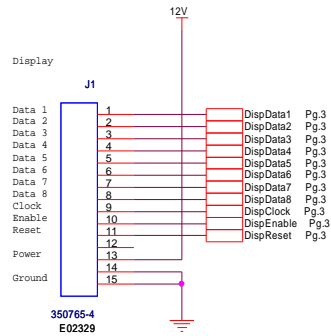 12V
Display
J1
Data 1 1 DispData1 Pg.3
Data 2 2 DispData2 Pg.3
Data 3 3 DispData3 Pg.3
Data 4 4 DispData4 Pg.3
Data 5 5 DispData5 Pg.3
Data 6 6 DispData6 Pg.3
Data 7 7 DispData7 Pg.3
Data 8 8 DispData8 Pg.3
Clock 9 DispClock Pg.3
Enable 10 DispEnable Pg.3
Reset 11 DispReset Pg.3
12
Power 13
14
Ground 15
350765-4
E02329